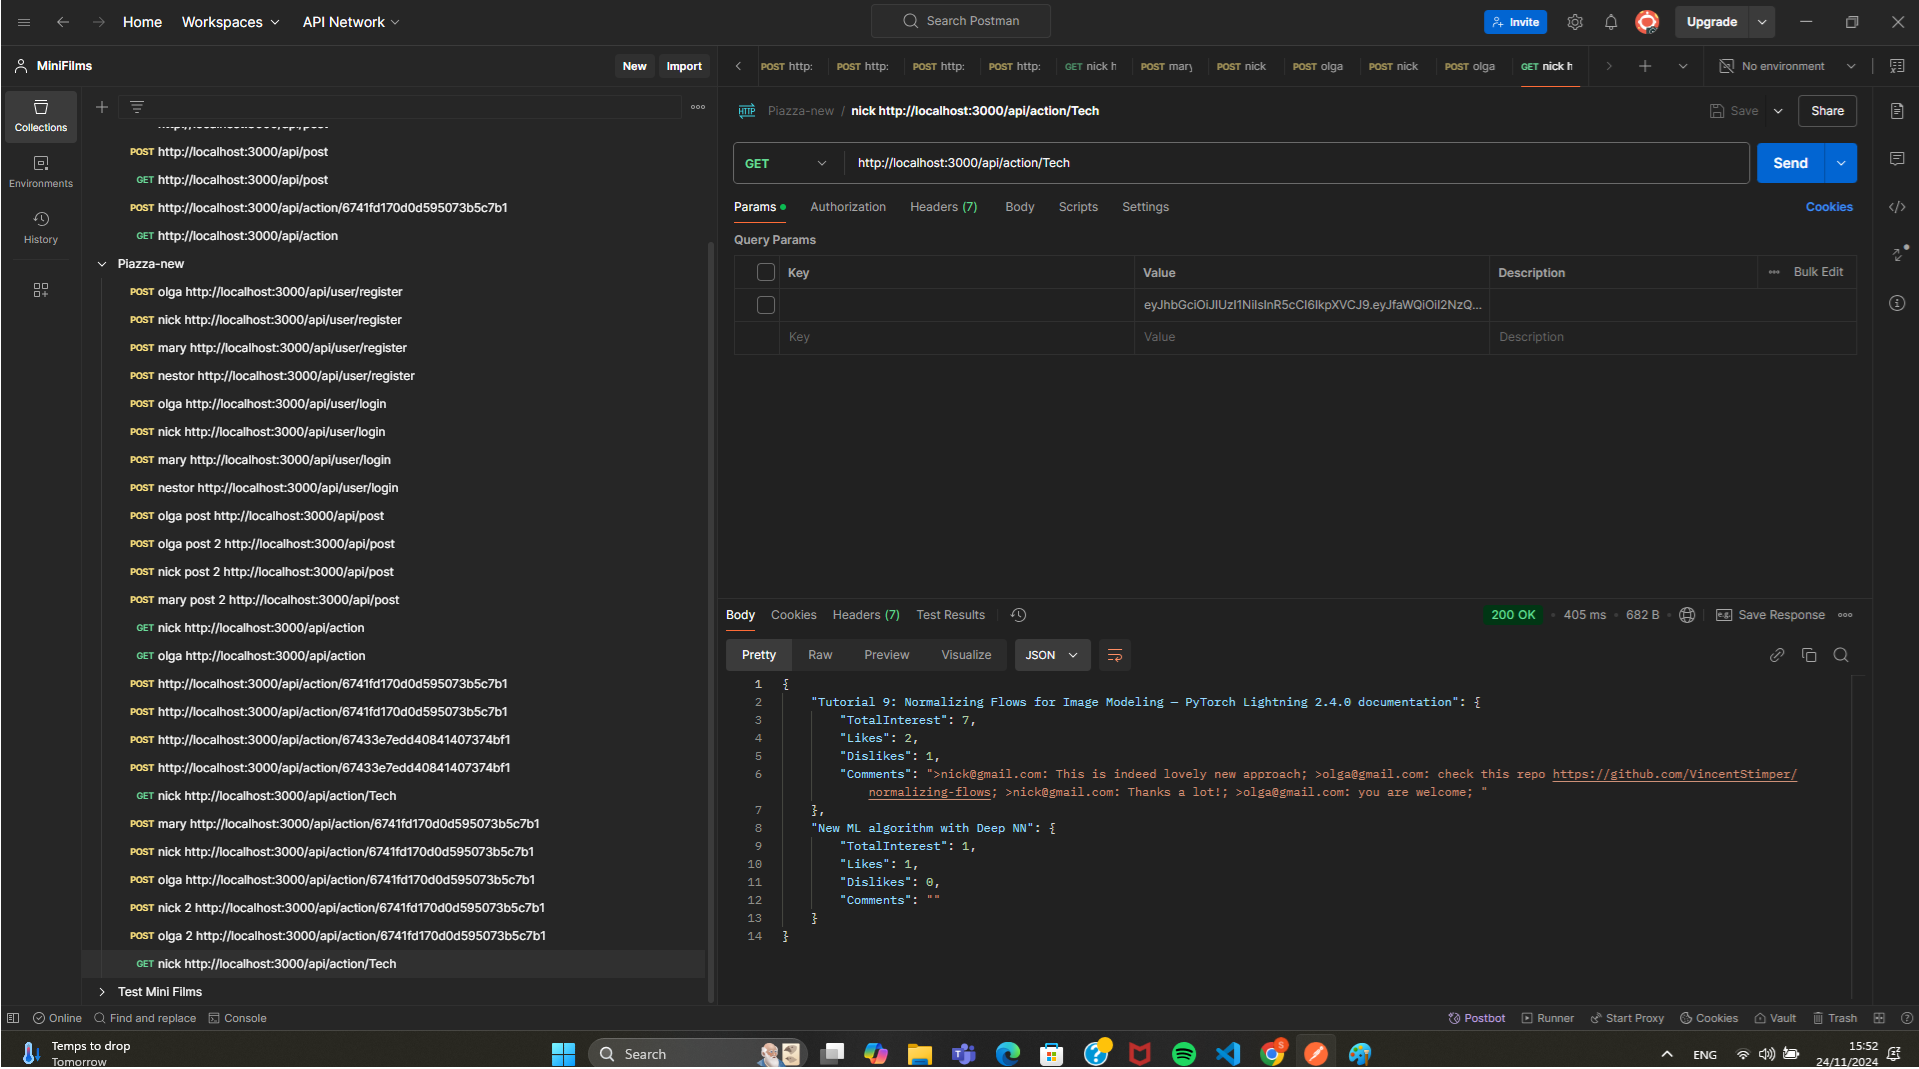 Home Workspaces API Network Search Postman Invite Upgrade
MiniFilms New Import
POST http: POST http: POST http: POST http: GET nick h POST mary POST nick POST olga POST nick POST olga GET nick h No environment
Collections
Environments
History
http://localhost:3000/api/post
POST http://localhost:3000/api/post
GET http://localhost:3000/api/post
POST http://localhost:3000/api/action/6741fd170d0d595073b5c7b1
GET http://localhost:3000/api/action
Piazza-new
POST olga http://localhost:3000/api/user/register
POST nick http://localhost:3000/api/user/register
POST mary http://localhost:3000/api/user/register
POST nestor http://localhost:3000/api/user/register
POST olga http://localhost:3000/api/user/login
POST nick http://localhost:3000/api/user/login
POST mary http://localhost:3000/api/user/login
POST nestor http://localhost:3000/api/user/login
POST olga post http://localhost:3000/api/post
POST olga post 2 http://localhost:3000/api/post
POST nick post 2 http://localhost:3000/api/post
POST mary post 2 http://localhost:3000/api/post
GET nick http://localhost:3000/api/action
GET olga http://localhost:3000/api/action
POST http://localhost:3000/api/action/6741fd170d0d595073b5c7b1
POST http://localhost:3000/api/action/6741fd170d0d595073b5c7b1
POST http://localhost:3000/api/action/67433e7edd40841407374bf1
POST http://localhost:3000/api/action/67433e7edd40841407374bf1
GET nick http://localhost:3000/api/action/Tech
POST mary http://localhost:3000/api/action/6741fd170d0d595073b5c7b1
POST nick http://localhost:3000/api/action/6741fd170d0d595073b5c7b1
POST olga http://localhost:3000/api/action/6741fd170d0d595073b5c7b1
POST nick 2 http://localhost:3000/api/action/6741fd170d0d595073b5c7b1
POST olga 2 http://localhost:3000/api/action/6741fd170d0d595073b5c7b1
GET nick http://localhost:3000/api/action/Tech
Test Mini Films
HTTP Piazza-new / nick http://localhost:3000/api/action/Tech Save Share
GET http://localhost:3000/api/action/Tech Send
Params Authorization Headers (7) Body Scripts Settings Cookies
Query Params
Key Value Description Bulk Edit
eyJhbGciOiJIUzI1NiIsInR5cCI6IkpXVCJ9.eyJfaWQiOiI2NzQ...
Key Value Description
Body Cookies Headers (7) Test Results 200 OK 405 ms 682 B Save Response
Pretty Raw Preview Visualize JSON
1 {
2 "Tutorial 9: Normalizing Flows for Image Modeling — PyTorch Lightning 2.4.0 documentation": {
3 "TotalInterest": 7,
4 "Likes": 2,
5 "Dislikes": 1,
6 "Comments": ">nick@gmail.com: This is indeed lovely new approach; >olga@gmail.com: check this repo https://github.com/VincentStimper/
normalizing-flows; >nick@gmail.com: Thanks a lot!; >olga@gmail.com: you are welcome; "
7 },
8 "New ML algorithm with Deep NN": {
9 "TotalInterest": 1,
10 "Likes": 1,
11 "Dislikes": 0,
12 "Comments": ""
13 }
14 }
Online Find and replace Console Postbot Runner Start Proxy Cookies Vault Trash
Temps to drop
Tomorrow
Search
ENG
15:52
24/11/2024